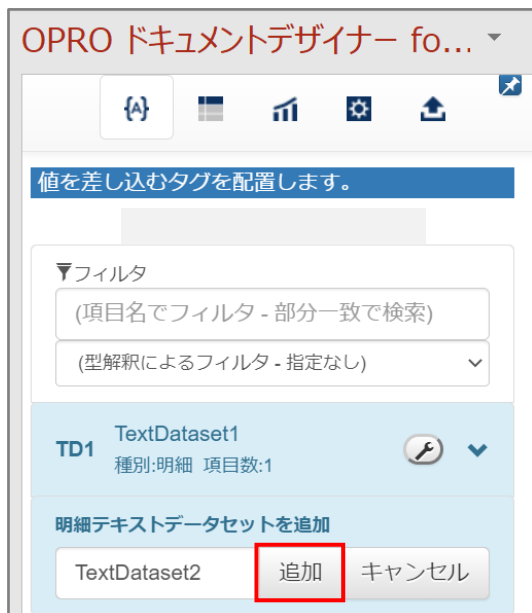 OPRO ドキュメントデザイナー fo...
{A}
値を差し込むタグを配置します。
フィルタ
(項目名でフィルタ - 部分一致で検索)
(型解釈によるフィルタ - 指定なし)
TD1 TextDataset1
種別:明細 項目数:1
明細テキストデータセットを追加
TextDataset2 追加 キャンセル